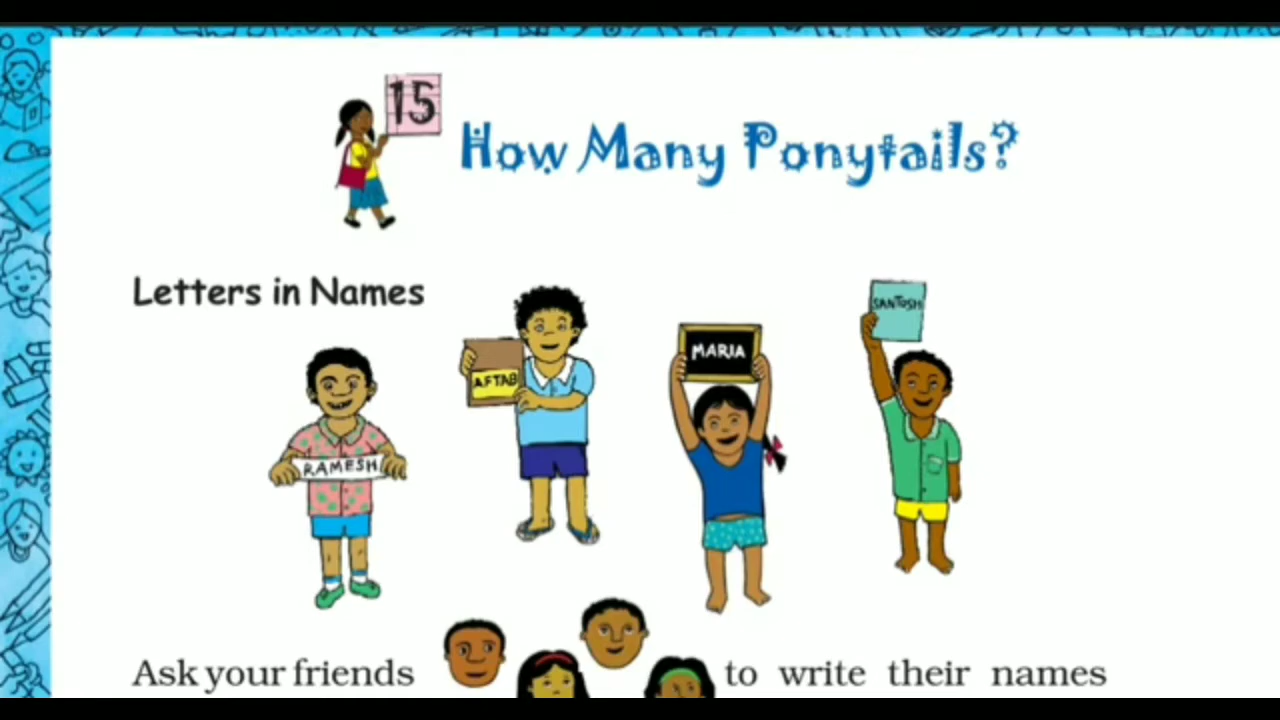 15
How Many Ponytails?
Letters in Names
RAMESH
AFTAB
MARIA
SANTOSH
Ask your friends to write their names